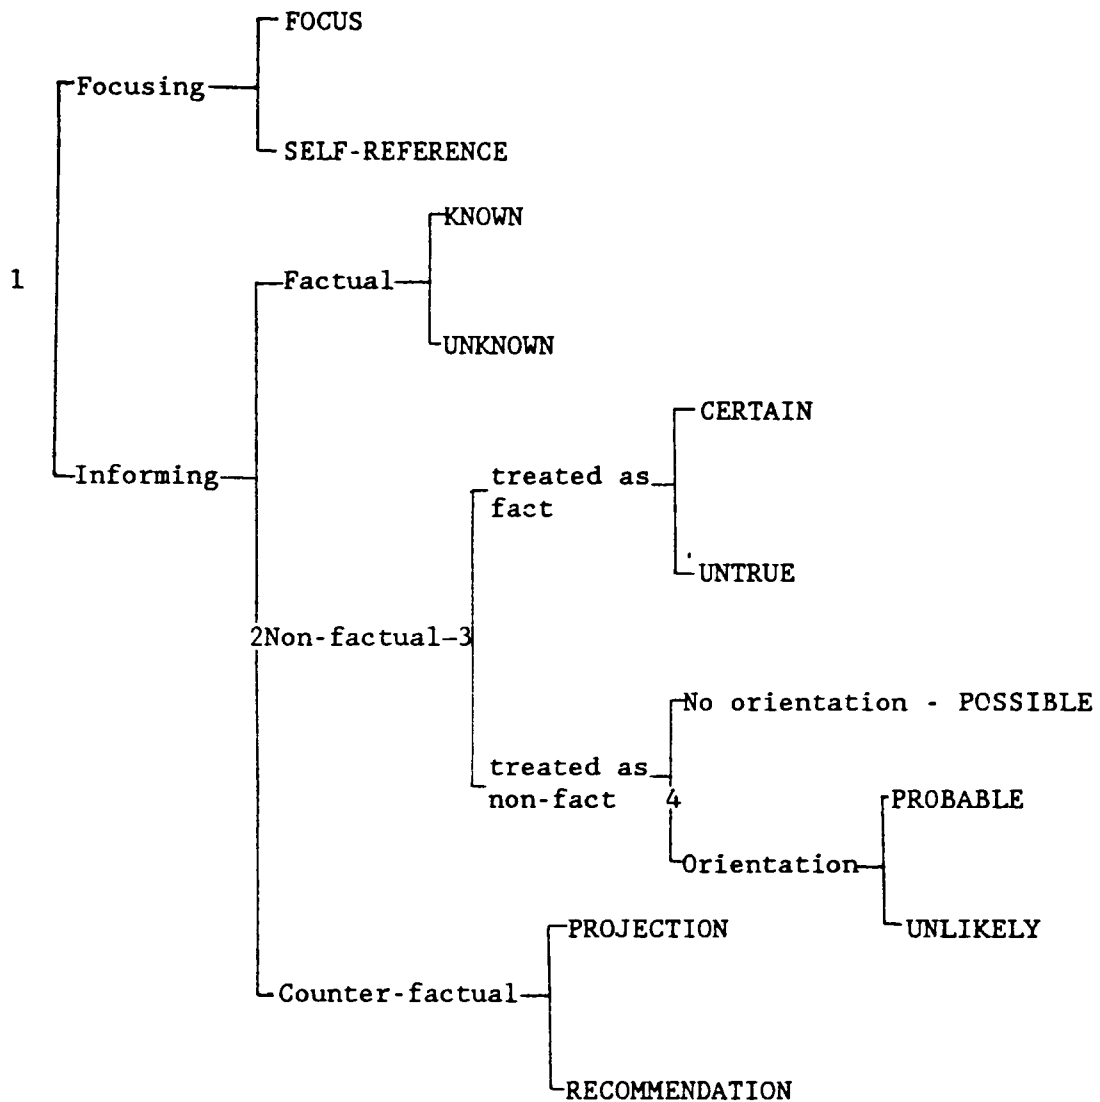 FOCUS
Focusing
SELF-REFERENCE
KNOWN
1
Factual
UNKNOWN
CERTAIN
Informing
treated as
fact
UNTRUE
2Non-factual-3
No orientation - POSSIBLE
treated as
non-fact 4
PROBABLE
Orientation
UNLIKELY
PROJECTION
Counter-factual
RECOMMENDATION